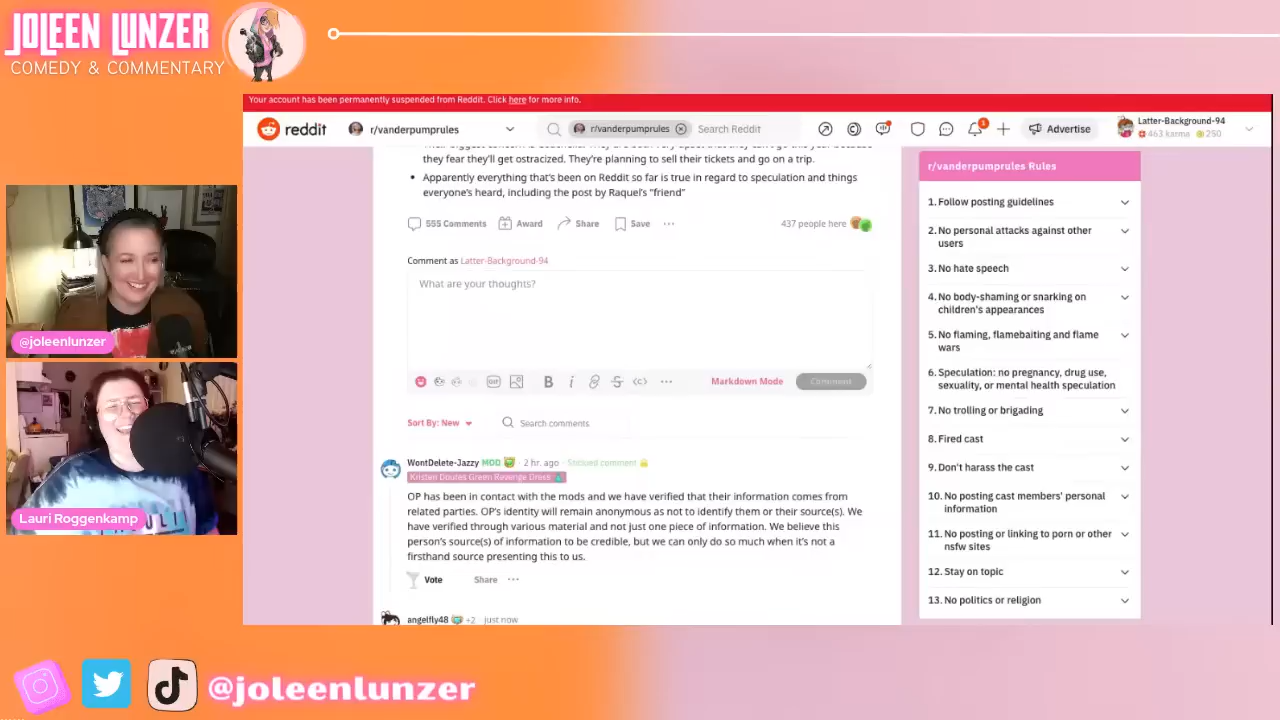 JOLEEN LUNZER
COMEDY & COMMENTARY
Your account has been permanently suspended from Reddit. Click here for more info.
reddit
r/vanderpumprules
r/vanderpumprules
Search Reddit
1
Advertise
Latter-Background-94
463 karma
250
they fear they'll get ostracized. They're planning to sell their tickets and go on a trip.
Apparently everything that's been on Reddit so far is true in regard to speculation and things
everyone's heard, including the post by Raquel's "friend"
555 Comments
Award
Share
Save
437 people here
Comment as Latter-Background-94
What are your thoughts?
GIF
B
i
Markdown Mode
Comment
Sort By: New
Search comments
WontDelete-Jazzy MOD · 2 hr. ago · Stickied comment
Kristen Doutes Green Revenge Dress
OP has been in contact with the mods and we have verified that their information comes from
related parties. OP's identity will remain anonymous as not to identify them or their source(s). We
have verified through various material and not just one piece of information. We believe this
person's source(s) of information to be credible, but we can only do so much when it's not a
firsthand source presenting this to us.
Vote
Share
angelfly48 +2 · just now
r/vanderpumprules Rules
1. Follow posting guidelines
2. No personal attacks against other
users
3. No hate speech
4. No body-shaming or snarking on
children's appearances
5. No flaming, flamebaiting and flame
wars
6. Speculation: no pregnancy, drug use,
sexuality, or mental health speculation
7. No trolling or brigading
8. Fired cast
9. Don't harass the cast
10. No posting cast members' personal
information
11. No posting or linking to porn or other
nsfw sites
12. Stay on topic
13. No politics or religion
@joleenlunzer
Lauri Roggenkamp
@joleenlunzer